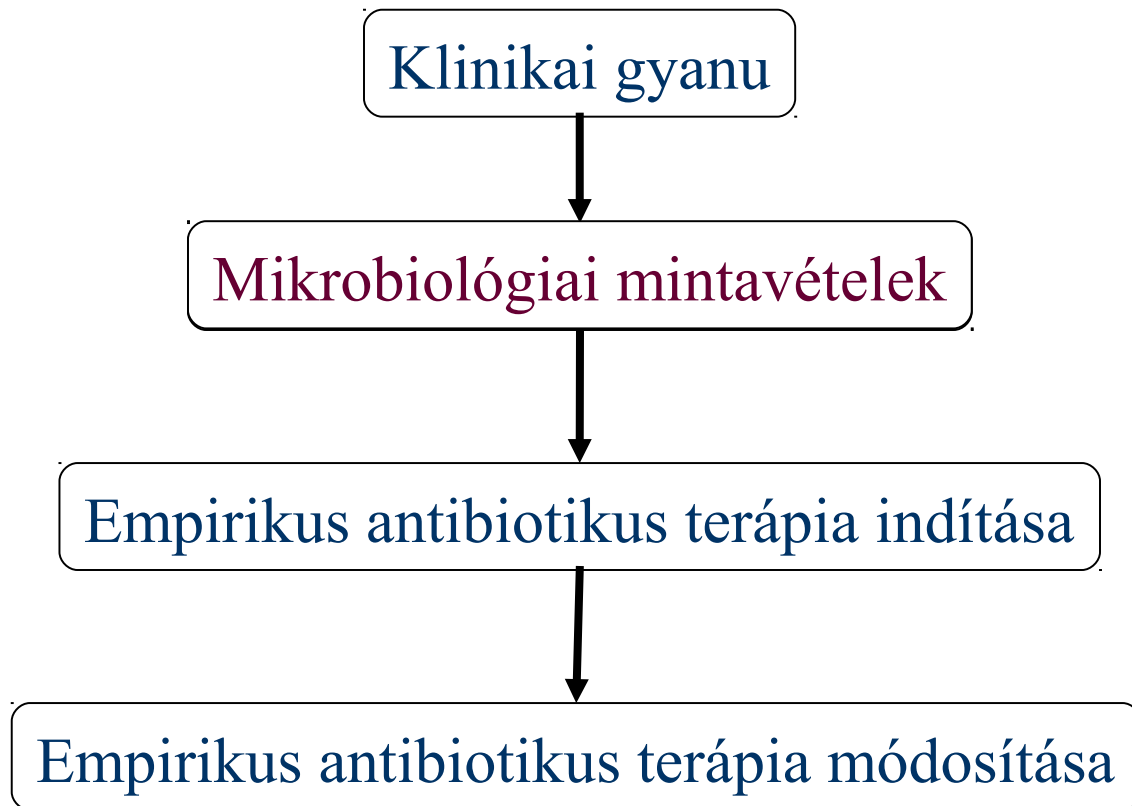 Klinikai gyanu
Mikrobiológiai mintavételek
Empirikus antibiotikus terápia indítása
Empirikus antibiotikus terápia módosítása